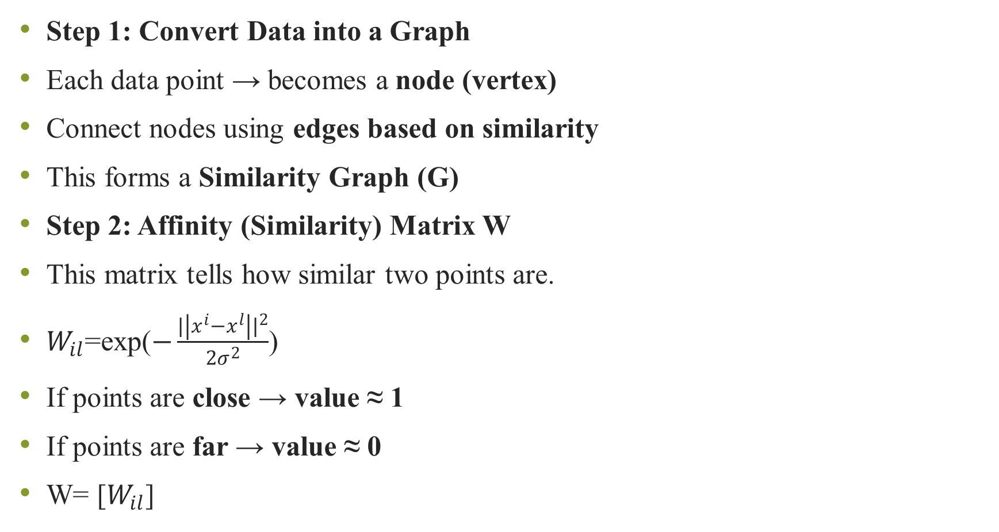 • Step 1: Convert Data into a Graph
• Each data point → becomes a node (vertex)
• Connect nodes using edges based on similarity
• This forms a Similarity Graph (G)
• Step 2: Affinity (Similarity) Matrix W
• This matrix tells how similar two points are.
• $W_{il}$=exp($-\frac{||x^i-x^l||^2}{2\sigma^2}$)
• If points are close → value ≈ 1
• If points are far → value ≈ 0
• W= [$W_{il}$]